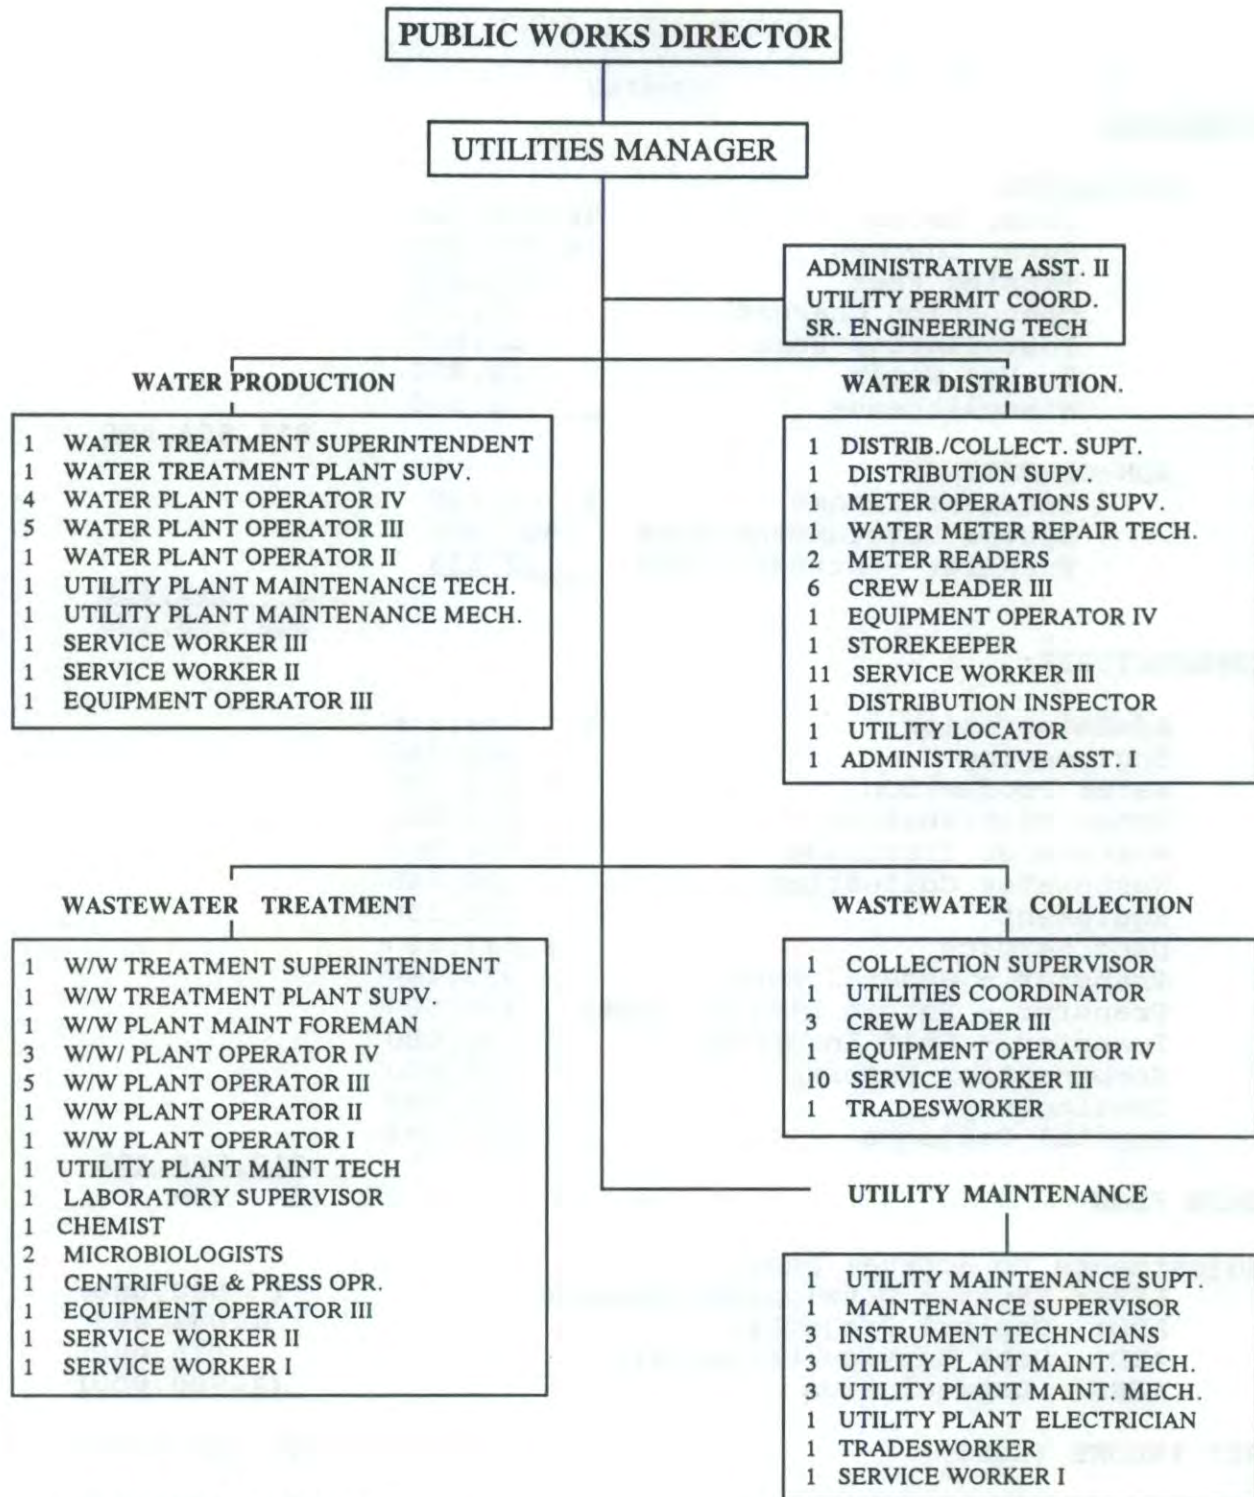 PUBLIC WORKS DIRECTOR
UTILITIES MANAGER
ADMINISTRATIVE ASST. II
UTILITY PERMIT COORD.
SR. ENGINEERING TECH
WATER PRODUCTION
1 WATER TREATMENT SUPERINTENDENT
1 WATER TREATMENT PLANT SUPV.
4 WATER PLANT OPERATOR IV
5 WATER PLANT OPERATOR III
1 WATER PLANT OPERATOR II
1 UTILITY PLANT MAINTENANCE TECH.
1 UTILITY PLANT MAINTENANCE MECH.
1 SERVICE WORKER III
1 SERVICE WORKER II
1 EQUIPMENT OPERATOR III
WATER DISTRIBUTION.
1 DISTRIB./COLLECT. SUPT.
1 DISTRIBUTION SUPV.
1 METER OPERATIONS SUPV.
1 WATER METER REPAIR TECH.
2 METER READERS
6 CREW LEADER III
1 EQUIPMENT OPERATOR IV
1 STOREKEEPER
11 SERVICE WORKER III
1 DISTRIBUTION INSPECTOR
1 UTILITY LOCATOR
1 ADMINISTRATIVE ASST. I
WASTEWATER TREATMENT
1 W/W TREATMENT SUPERINTENDENT
1 W/W TREATMENT PLANT SUPV.
1 W/W PLANT MAINT FOREMAN
3 W/W/ PLANT OPERATOR IV
5 W/W PLANT OPERATOR III
1 W/W PLANT OPERATOR II
1 W/W PLANT OPERATOR I
1 UTILITY PLANT MAINT TECH
1 LABORATORY SUPERVISOR
1 CHEMIST
2 MICROBIOLOGISTS
1 CENTRIFUGE & PRESS OPR.
1 EQUIPMENT OPERATOR III
1 SERVICE WORKER II
1 SERVICE WORKER I
WASTEWATER COLLECTION
1 COLLECTION SUPERVISOR
1 UTILITIES COORDINATOR
3 CREW LEADER III
1 EQUIPMENT OPERATOR IV
10 SERVICE WORKER III
1 TRADESWORKER
UTILITY MAINTENANCE
1 UTILITY MAINTENANCE SUPT.
1 MAINTENANCE SUPERVISOR
3 INSTRUMENT TECHNCIANS
3 UTILITY PLANT MAINT. TECH.
3 UTILITY PLANT MAINT. MECH.
1 UTILITY PLANT ELECTRICIAN
1 TRADESWORKER
1 SERVICE WORKER I